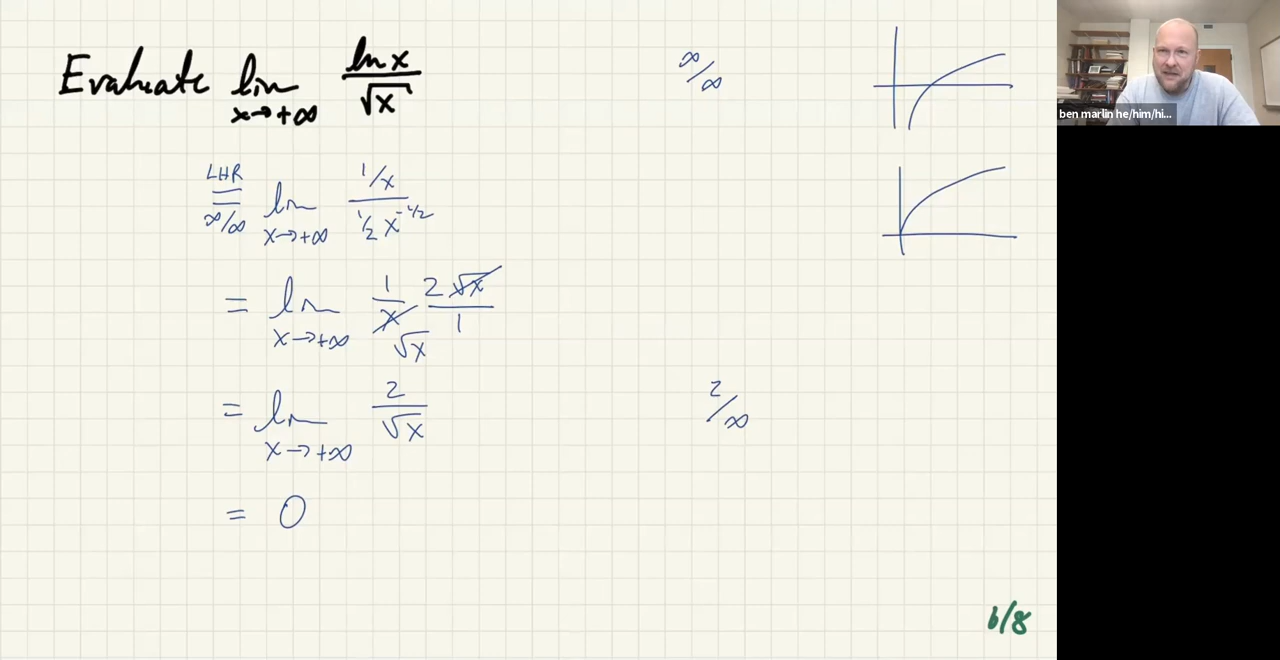 Evaluate lim x→+∞ ln x / √x
∞/∞
LHR = ∞/∞ lim x→+∞ 1/x / 1/2 x^-1/2
= lim x→+∞ 1/x √x 2√x/1
= lim x→+∞ 2/√x
2/∞
= 0
6/8
ben marlin he/him/hi...